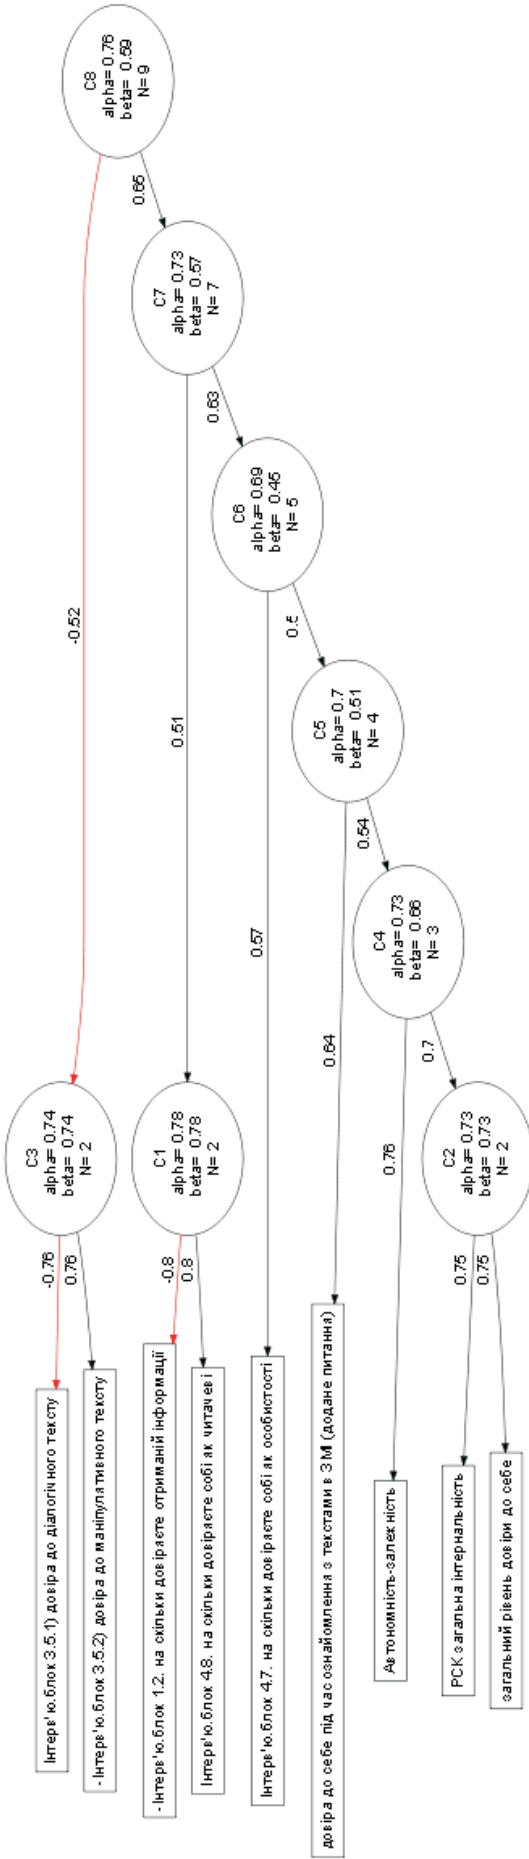 Інтерв'ю.блок 3.5.1) довіра до діалогічного тексту
- Інтерв'ю.блок 3.5.2) довіра до маніпулятивного тексту
- Інтерв'ю.блок 1.2. на скільки довіряєте отриманій інформації
Інтерв'ю.блок 4.8. на скільки довіряєте собі як читачеві
Інтерв'ю.блок 4.7. на скільки довіряєте собі як особистості
довіра до себе під час ознайомлення з текстами в ЗМІ (додане питання)
Автономність-залежність
РСК загальна інтернальність
загальний рівень довіри до себе
-0.76
0.76
-0.8
0.8
0.75
0.75
C3
alpha= 0.74
beta= 0.74
N= 2
C1
alpha= 0.78
beta= 0.78
N= 2
C2
alpha= 0.73
beta= 0.73
N= 2
0.76
0.7
0.64
C4
alpha= 0.73
beta= 0.66
N= 3
0.57
0.54
C5
alpha= 0.7
beta= 0.51
N= 4
0.5
C6
alpha= 0.69
beta= 0.45
N= 5
0.51
0.63
C7
alpha= 0.73
beta= 0.57
N= 7
-0.52
0.65
C8
alpha= 0.76
beta= 0.59
N= 9